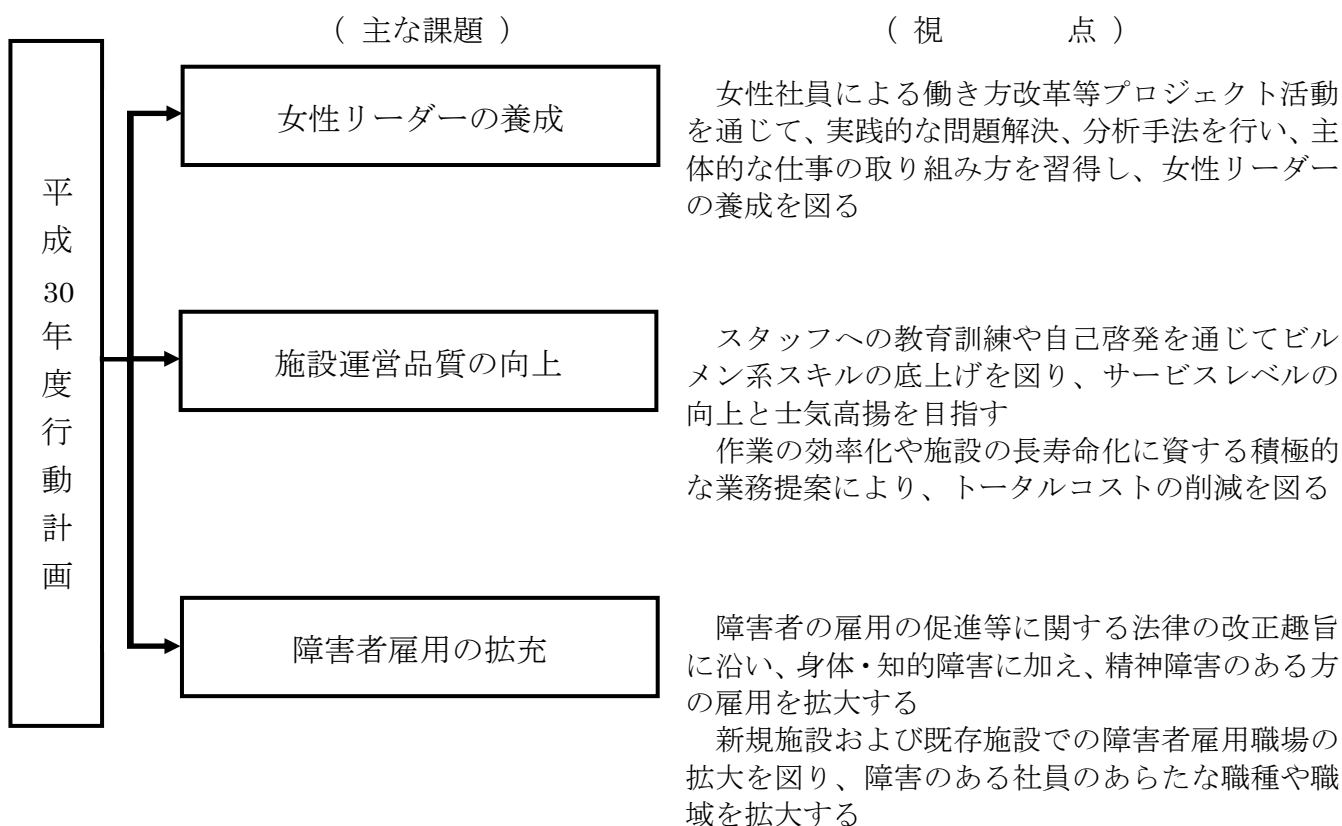 （ 主な課題 ）
（ 視 点 ）
平成30年度行動計画
女性リーダーの養成
女性社員による働き方改革等プロジェクト活動
を通じて、実践的な問題解決、分析手法を行い、主
体的な仕事の取り組み方を習得し、女性リーダー
の養成を図る
施設運営品質の向上
スタッフへの教育訓練や自己啓発を通じてビル
メン系スキルの底上げを図り、サービスレベルの
向上と士気高揚を目指す
作業の効率化や施設の長寿命化に資する積極的
な業務提案により、トータルコストの削減を図る
障害者雇用の拡充
障害者の雇用の促進等に関する法律の改正趣旨
に沿い、身体・知的障害に加え、精神障害のある方
の雇用を拡大する
新規施設および既存施設での障害者雇用職場の
拡大を図り、障害のある社員のあらたな職種や職
域を拡大する